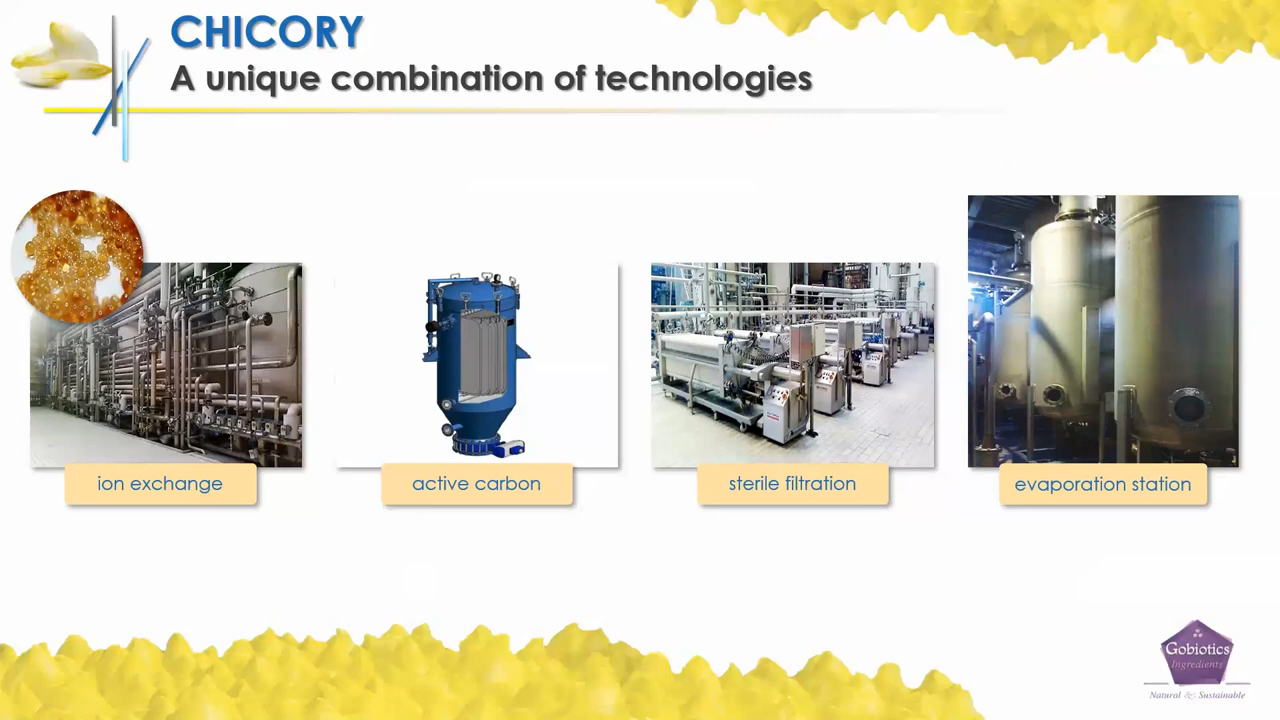 CHICORY
A unique combination of technologies
ion exchange
active carbon
sterile filtration
evaporation station
Gobiotics
Ingredients
Natural & Sustainable